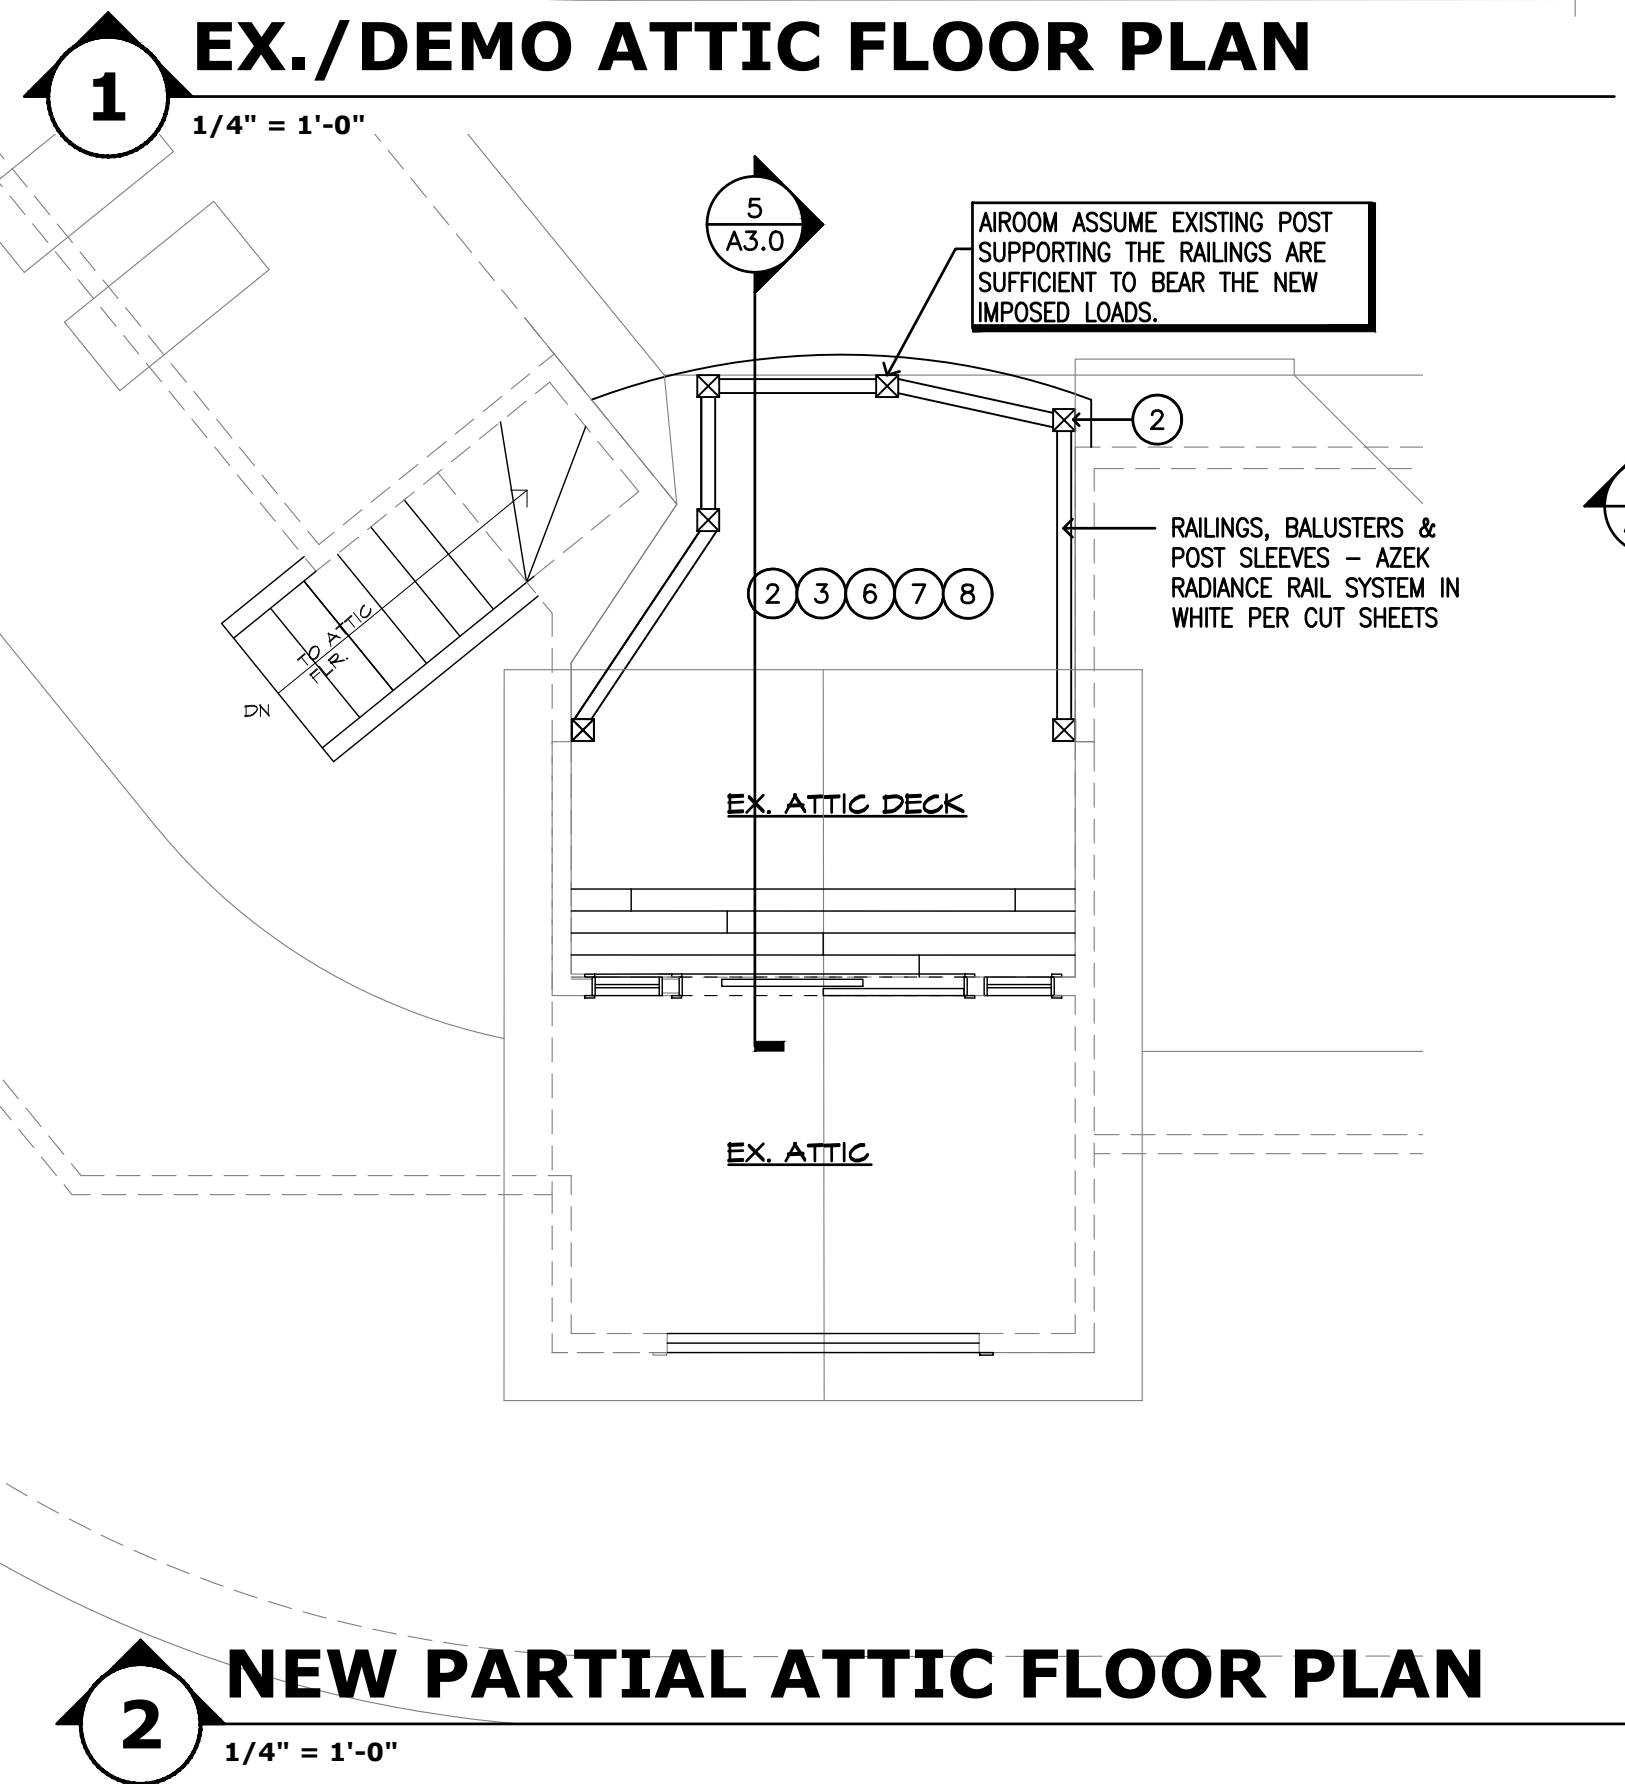 1
EX./DEMO ATTIC FLOOR PLAN
1/4" = 1'-0"
5
A3.0
AIROOM ASSUME EXISTING POST
SUPPORTING THE RAILINGS ARE
SUFFICIENT TO BEAR THE NEW
IMPOSED LOADS.
2
RAILINGS, BALUSTERS &
POST SLEEVES – AZEK
RADIANCE RAIL SYSTEM IN
WHITE PER CUT SHEETS
2 3 6 7 8
TO ATTIC
FLR.
DN
EX. ATTIC DECK
EX. ATTIC
2
NEW PARTIAL ATTIC FLOOR PLAN
1/4" = 1'-0"